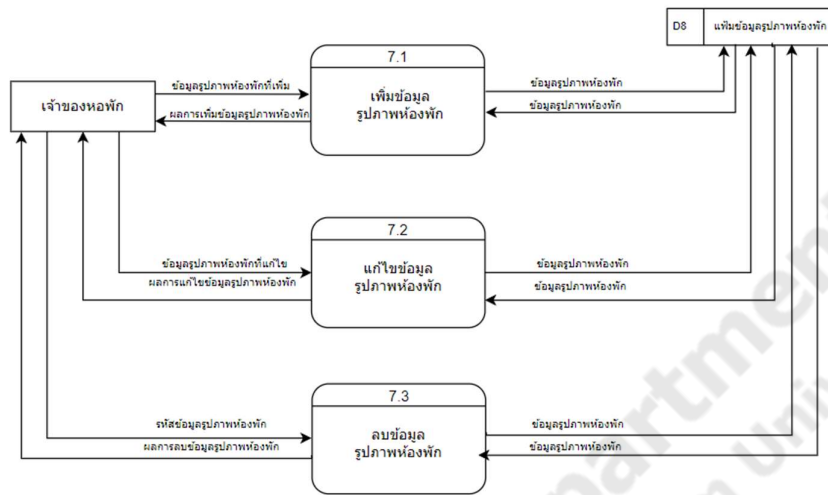 D8 แฟ้มข้อมูลรูปภาพห้องพัก
7.1
เจ้าของหอพัก
ข้อมูลรูปภาพห้องพักที่เพิ่ม
ผลการเพิ่มข้อมูลรูปภาพห้องพัก
เพิ่มข้อมูล
รูปภาพห้องพัก
ข้อมูลรูปภาพห้องพัก
ข้อมูลรูปภาพห้องพัก
7.2
ข้อมูลรูปภาพห้องพักที่แก้ไข
ผลการแก้ไขข้อมูลรูปภาพห้องพัก
แก้ไขข้อมูล
รูปภาพห้องพัก
ข้อมูลรูปภาพห้องพัก
ข้อมูลรูปภาพห้องพัก
7.3
รหัสข้อมูลรูปภาพห้องพัก
ผลการลบข้อมูลรูปภาพห้องพัก
ลบข้อมูล
รูปภาพห้องพัก
ข้อมูลรูปภาพห้องพัก
ข้อมูลรูปภาพห้องพัก